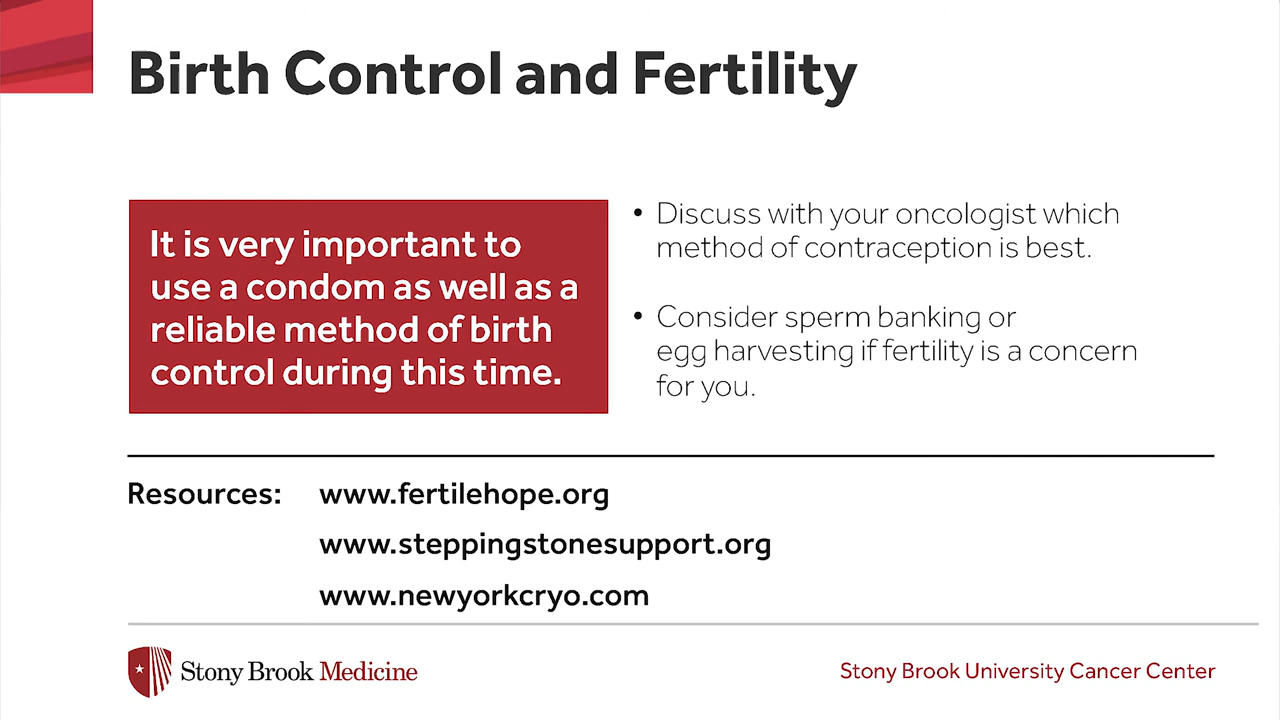 Birth Control and Fertility
It is very important to
use a condom as well as a
reliable method of birth
control during this time.
• Discuss with your oncologist which
method of contraception is best.
• Consider sperm banking or
egg harvesting if fertility is a concern
for you.
Resources: www.fertilehope.org
www.steppingstonesupport.org
www.newyorkcryo.com
Stony Brook Medicine
Stony Brook University Cancer Center